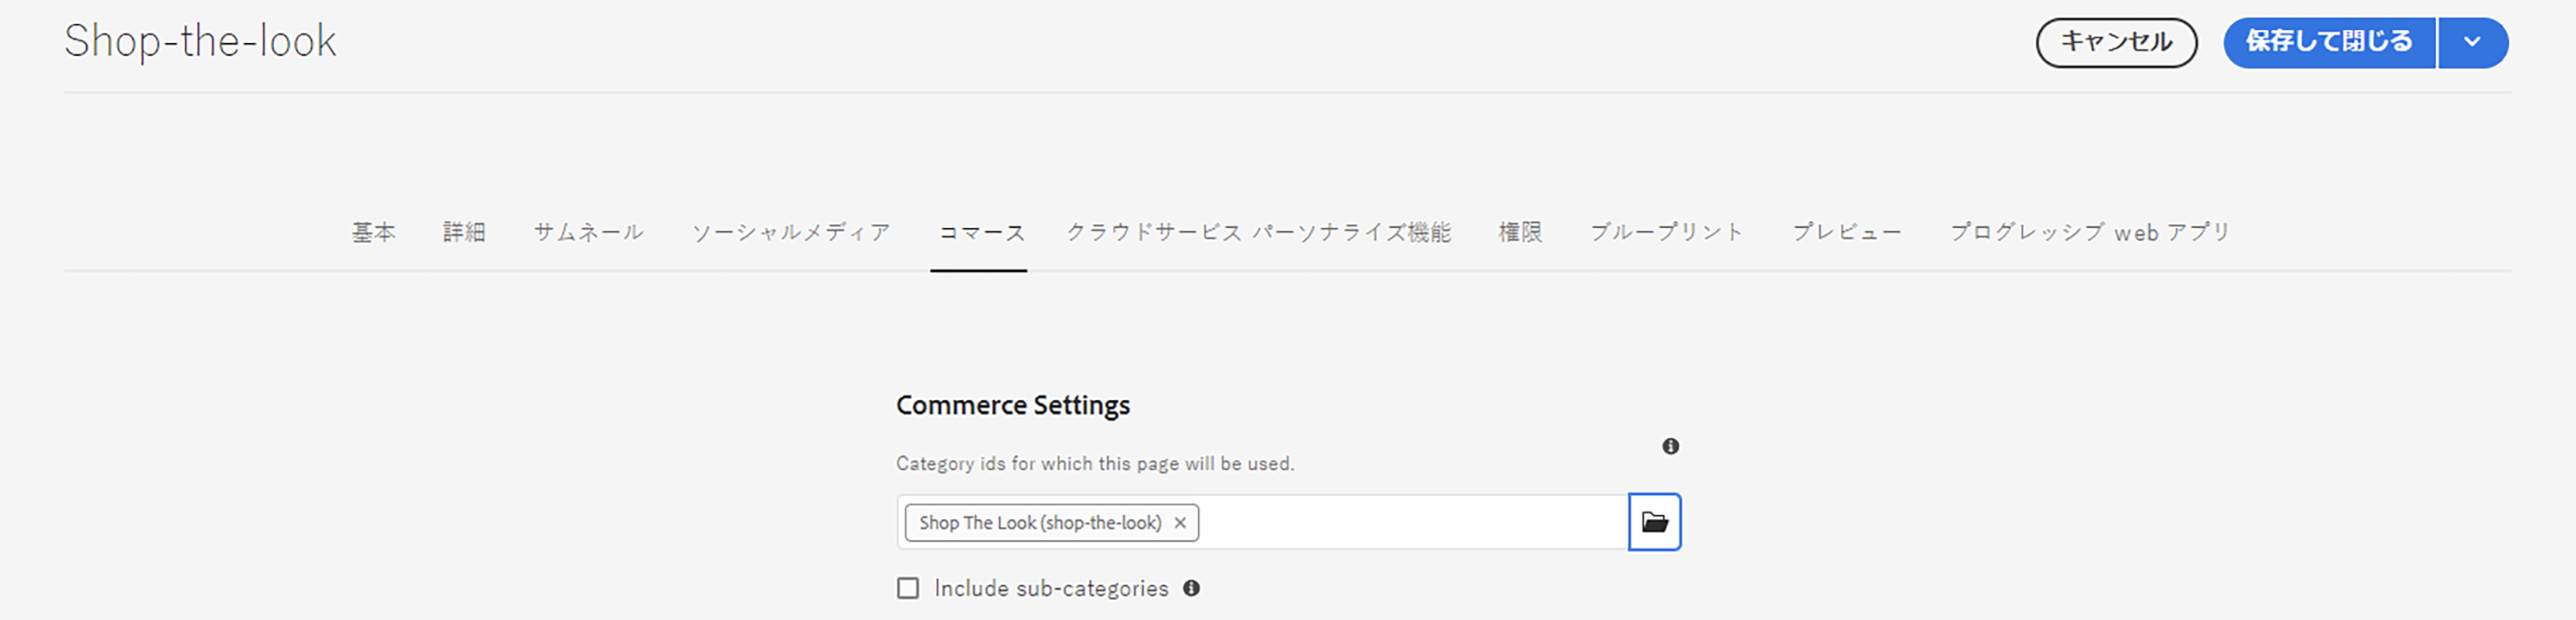 Shop-the-look
キャンセル
保存して閉じる
基本 詳細 サムネール ソーシャルメディア コマース クラウドサービス パーソナライズ機能 権限 ブループリント プレビュー プログレッシブ web アプリ
Commerce Settings
Category ids for which this page will be used.
Shop The Look (shop-the-look)
Include sub-categories